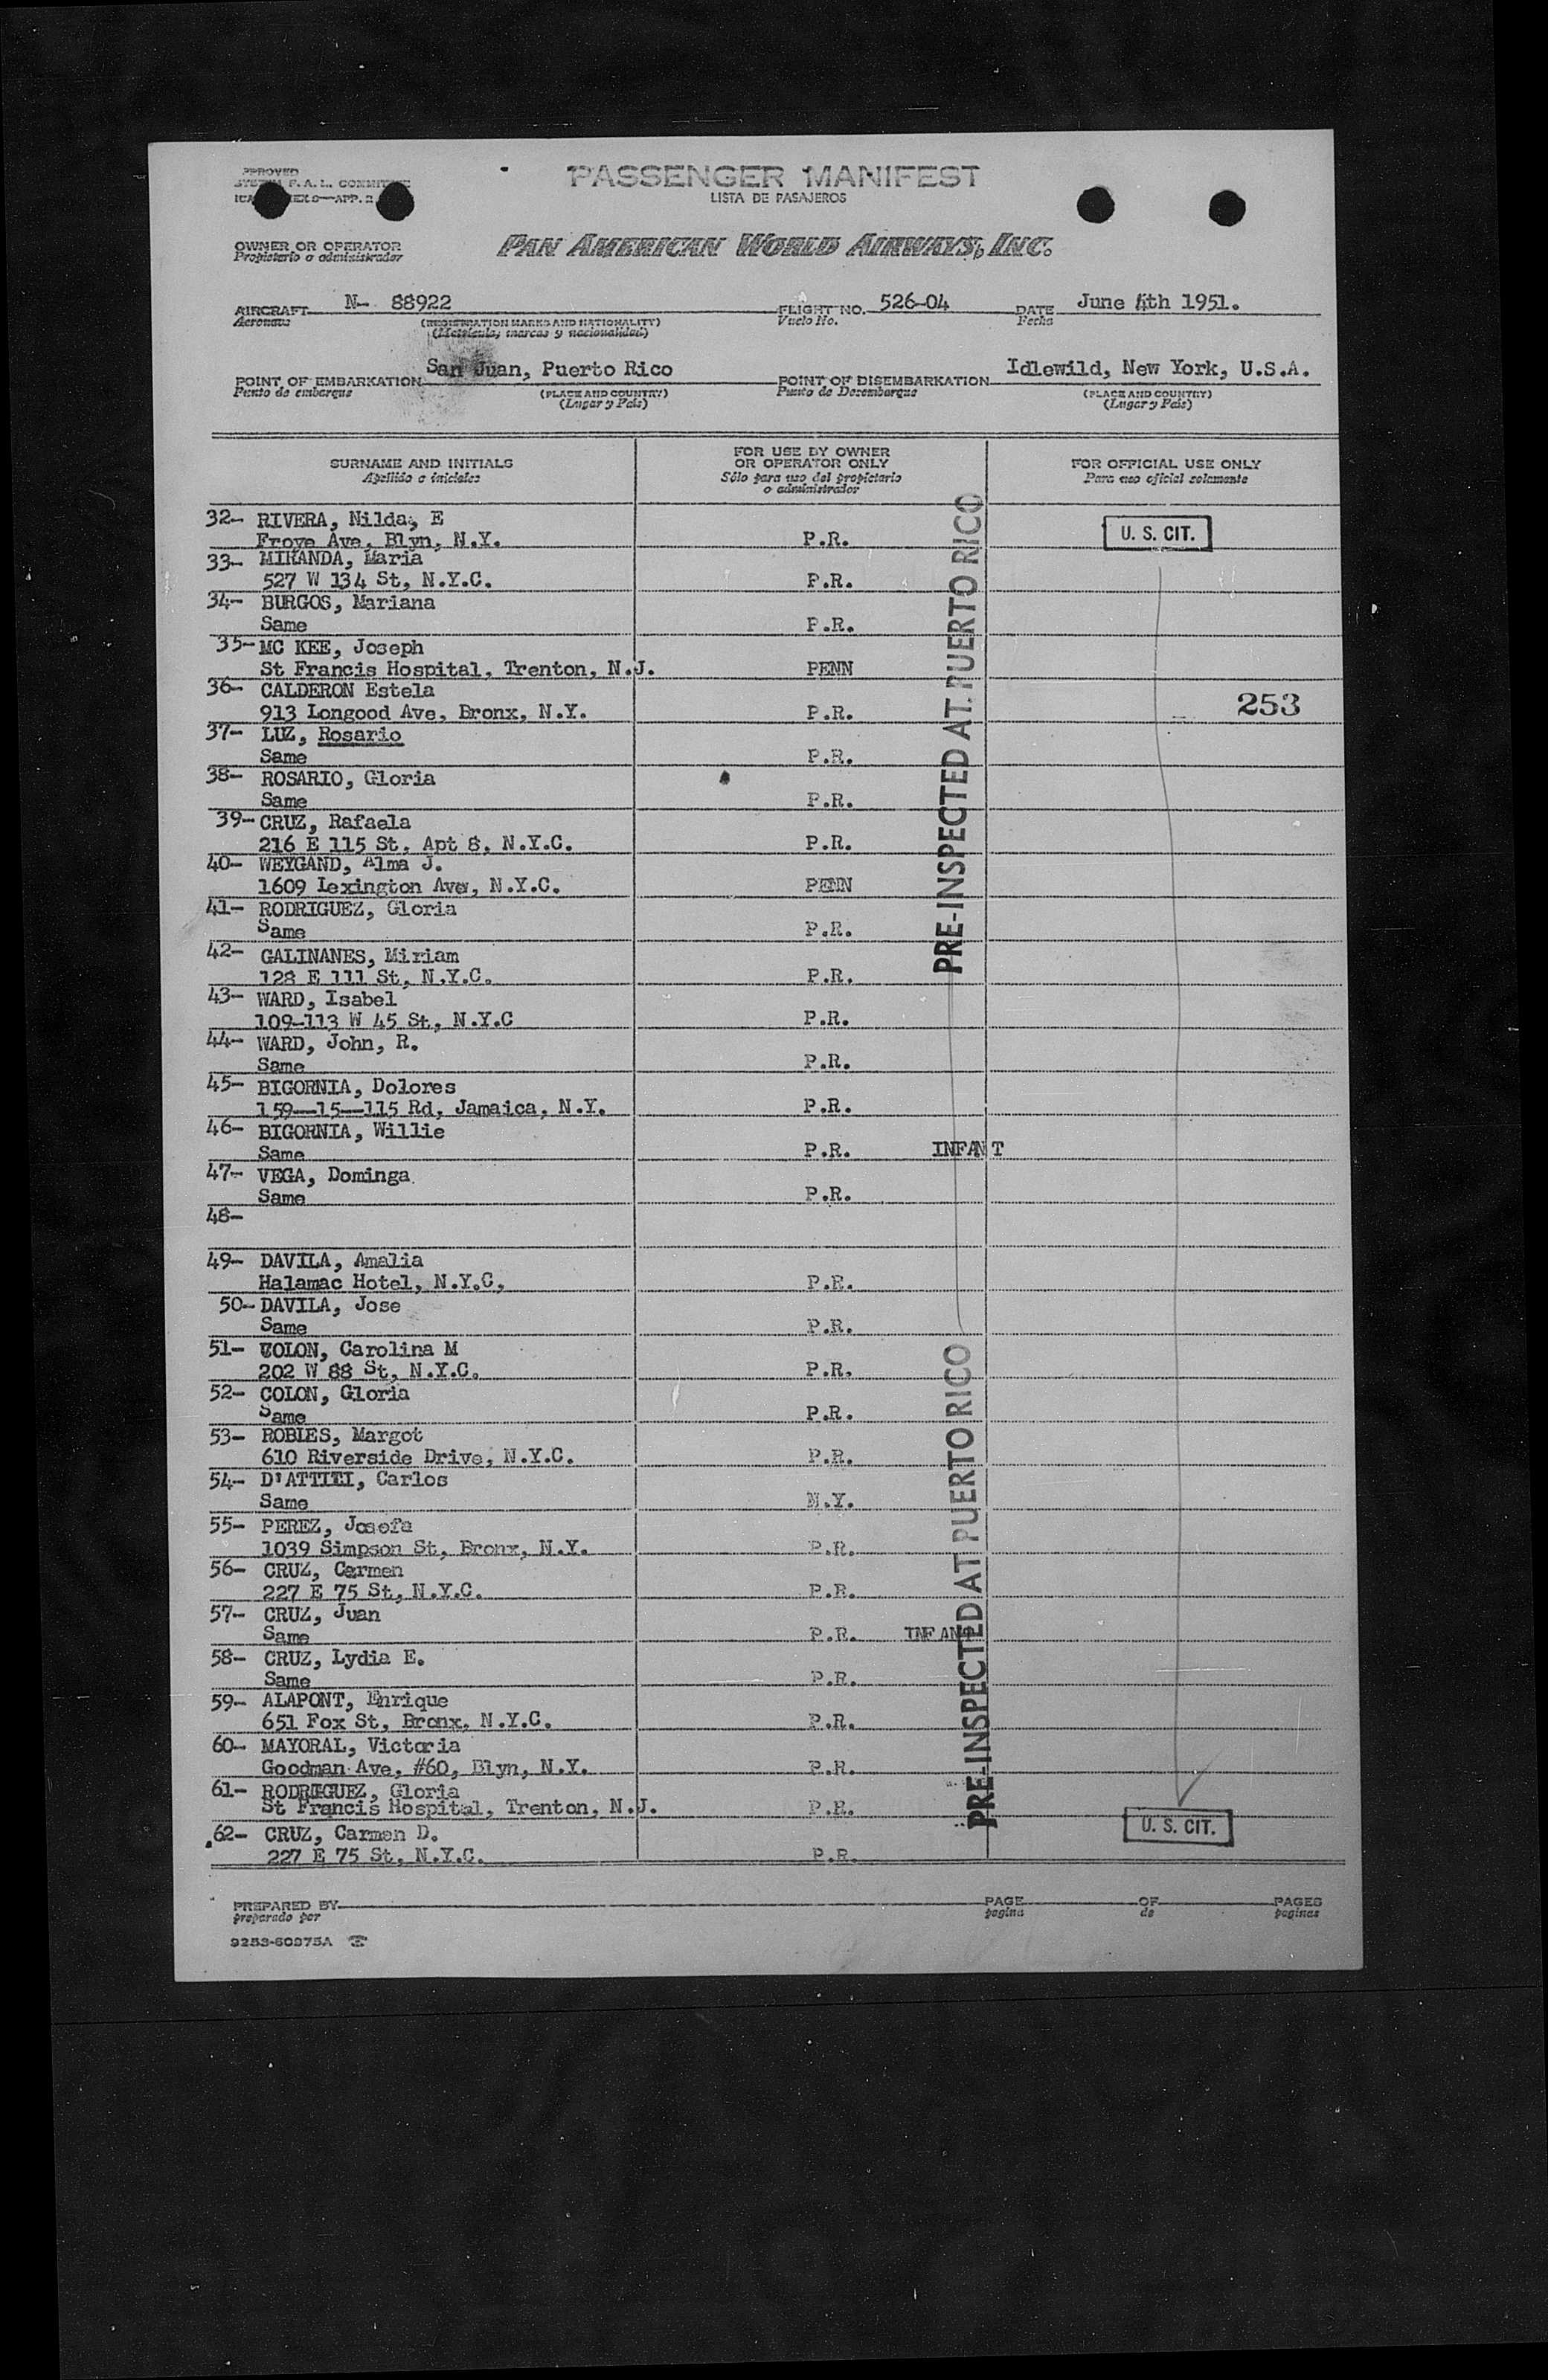 PASSENGER MANIFEST
LISTA DE PASAJEROS
OWNER OR OPERATOR
Propietario o administrador
PAN AMERICAN WORLD AIRWAYS, INC.
AIRCRAFT N- 88922
Aeronave
(REGISTRATION MARKS AND NATIONALITY)
(Matrícula, marcas y nacionalidad)
FLIGHT NO. 526-04
Vuelo No.
DATE June 4th 1951.
Fecha
POINT OF EMBARKATION San Juan, Puerto Rico
Punto de embarque
(PLACE AND COUNTRY)
(Lugar y País)
POINT OF DISEMBARKATION Idlewild, New York, U.S.A.
Punto de Desembarque
(PLACE AND COUNTRY)
(Lugar y País)
SURNAME AND INITIALS
Apellido e iniciales
FOR USE BY OWNER
OR OPERATOR ONLY
Sólo para uso del propietario
o administrador
FOR OFFICIAL USE ONLY
Para uso oficial solamente
32- RIVERA, Nilda, E
Frove Ave, Blyn, N.Y. P.R. U. S. CIT.
33- MIRANDA, Maria
527 W 134 St, N.Y.C. P.R.
34- BURGOS, Mariana
Same P.R.
35- MC KEE, Joseph
St Francis Hospital, Trenton, N.J. PENN
36- CALDERON Estela
913 Longood Ave, Bronx, N.Y. P.R. 253
37- LUZ, Rosario
Same P.R.
38- ROSARIO, Gloria
Same P.R.
39- CRUZ, Rafaela
216 E 115 St, Apt 8, N.Y.C. P.R.
40- WEYGAND, Alma J.
1609 Lexington Ave, N.Y.C. PENN
41- RODRIGUEZ, Gloria
Same P.R.
42- GALINANES, Miriam
128 E 111 St, N.Y.C. P.R.
43- WARD, Isabel
109-113 W 45 St, N.Y.C P.R.
44- WARD, John, R.
Same P.R.
45- BIGORNIA, Dolores
159--15--115 Rd, Jamaica, N.Y. P.R.
46- BIGORNIA, Willie
Same P.R. INFANT
47- VEGA, Dominga
Same P.R.
48-
49- DAVILA, Amalia
Halamac Hotel, N.Y.C, P.R.
50- DAVILA, Jose
Same P.R.
51- COLON, Carolina M
202 W 88 St, N.Y.C. P.R.
52- COLON, Gloria
Same P.R.
53- ROBLES, Margot
610 Riverside Drive, N.Y.C. P.R.
54- Carlos
Same N.Y.
55- PEREZ, Josefa
1039 Simpson St, Bronx, N.Y. P.R.
56- CRUZ, Carmen
227 E 75 St, N.Y.C. P.R.
57- CRUZ, Juan
Same P.R. INFANT
58- CRUZ, Lydia E.
Same P.R.
59- ALAPONT, Enrique
651 Fox St, Bronx, N.Y.C. P.R.
60- MAYORAL, Victoria
Goodman Ave, #60, Blyn, N.Y. P.R.
61- RODRIGUEZ, Gloria
St Francis Hospital, Trenton, N.J. P.R.
62- CRUZ, Carmen D. U. S. CIT.
227 E 75 St, N.Y.C. P.R.
PRE-INSPECTED AT PUERTO RICO
PRE-INSPECTED AT PUERTO RICO
PREPARED BY
preparado por
PAGE OF PAGES
pagina de paginas
9253-60375A